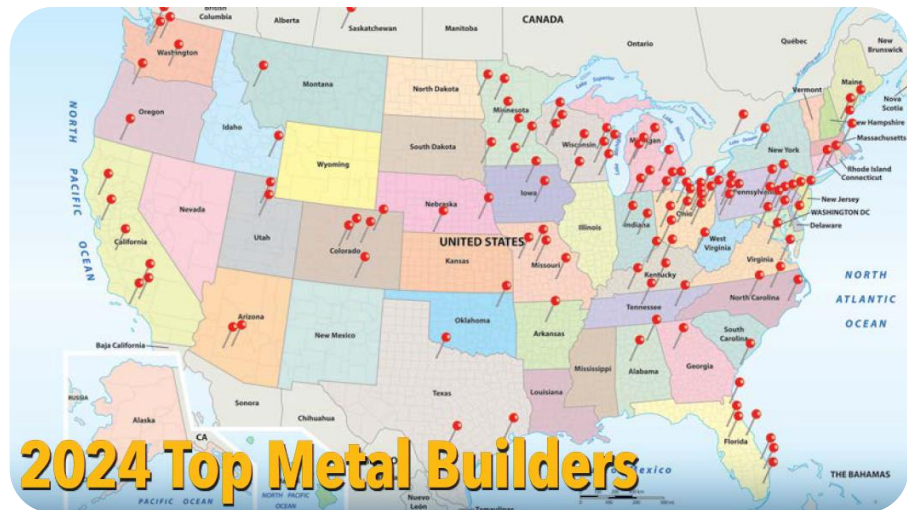 British
Columbia
Alberta
Saskatchewan
Manitoba
CANADA
Ontario
Québec
New
Brunswick
Nova
Scotia
Washington
Montana
North Dakota
Minnesota
Lake Superior
Vermont
Maine
New Hampshire
Massachusetts
Oregon
Idaho
Wyoming
South Dakota
Wisconsin
Michigan
New York
Rhode Island
Connecticut
NORTH
PACIFIC
OCEAN
Nevada
Utah
Colorado
Nebraska
Iowa
Illinois
Indiana
Ohio
Pennsylvania
New Jersey
WASHINGTON DC
Delaware
California
UNITED STATES
Kansas
Missouri
West
Virginia
Virginia
Kentucky
NORTH
ATLANTIC
OCEAN
Arizona
New Mexico
Oklahoma
Arkansas
Tennessee
North Carolina
South
Carolina
Baja California
Texas
Louisiana
Mississippi
Alabama
Georgia
Florida
Sonora
Chihuahua
RUSSIA
Alaska
CA
2024 Top Metal Builders
Mexico
THE BAHAMAS
PACIFIC OCEAN
NORTH PACIFIC
OCEAN
Nuevo
León
Tamaulipas